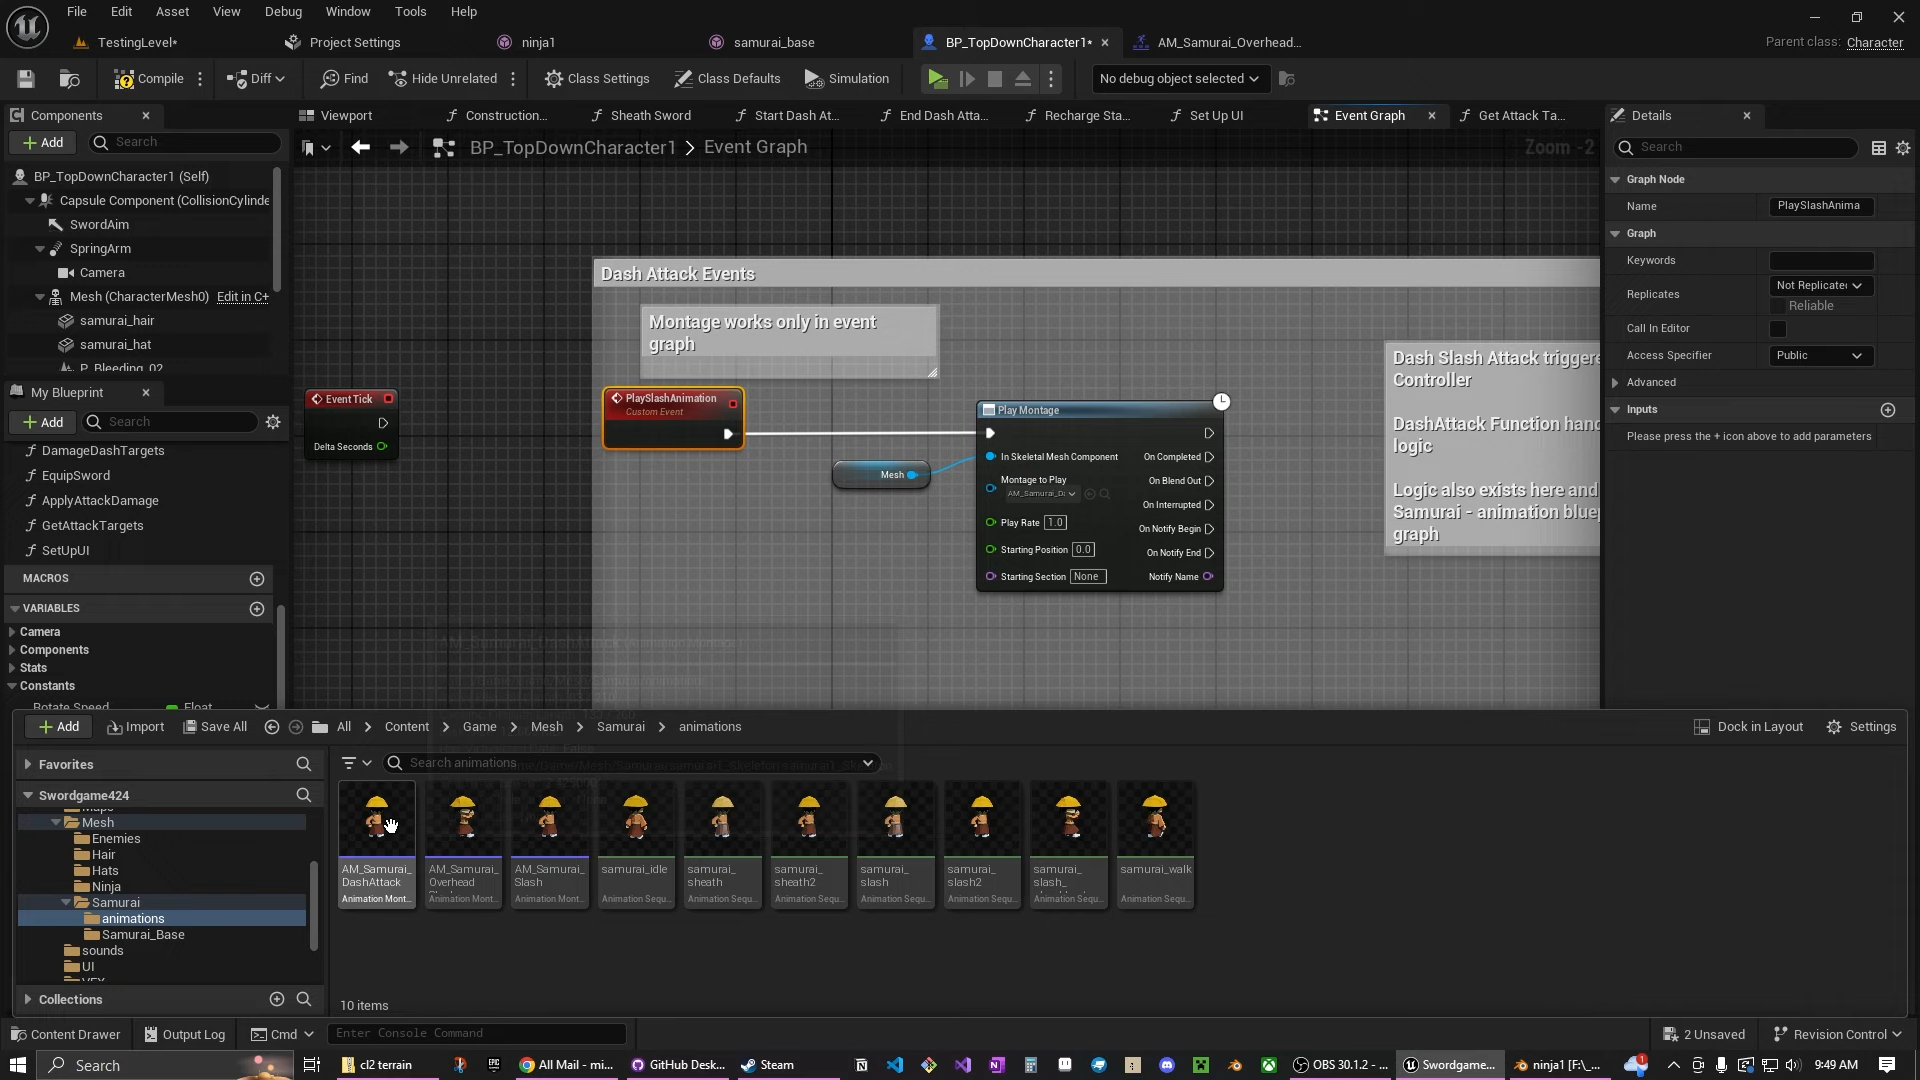 File Edit Asset View Debug Window Tools Help
TestingLevel* Project Settings ninja1 samurai_base BP_TopDownCharacter1* AM_Samurai_Overhead...
Parent class: Character
Compile Diff Find Hide Unrelated Class Settings Class Defaults Simulation No debug object selected
Components
Viewport Construction... Sheath Sword Start Dash At... End Dash Atta... Recharge Sta... Set Up UI Event Graph Get Attack Ta...
Details
Add Search
BP_TopDownCharacter1 > Event Graph
Zoom -2
Search
BP_TopDownCharacter1 (Self)
Capsule Component (CollisionCylinde
SwordAim
SpringArm
Camera
Mesh (CharacterMesh0) Edit in C+
samurai_hair
samurai_hat
P_Bleeding_02
My Blueprint
Add Search
DamageDashTargets
EquipSword
ApplyAttackDamage
GetAttackTargets
SetUpUI
MACROS
VARIABLES
Camera
Components
Stats
Constants
Rotate Speed Float
Event Tick
Delta Seconds
Dash Attack Events
Montage works only in event
graph
PlaySlashAnimation
Custom Event
Mesh
Play Montage
In Skeletal Mesh Component On Completed
Montage to Play On Blend Out
AM_Samurai_Da
On Interrupted
Play Rate 1.0 On Notify Begin
Starting Position 0.0 On Notify End
Starting Section None Notify Name
Dash Slash Attack triggere
Controller
DashAttack Function hand
logic
Logic also exists here and
Samurai - animation bluep
graph
Graph Node
Name PlaySlashAnima
Graph
Keywords
Replicates Not Replicated
Reliable
Call In Editor
Access Specifier Public
Advanced
Inputs
Please press the + icon above to add parameters
Add Import Save All All > Content > Game > Mesh > Samurai > animations
Dock in Layout Settings
Favorites
Search animations
Swordgame424
Maps
Mesh
Enemies
Hair
Hats
Ninja
Samurai
animations
Samurai_Base
sounds
UI
VFX
Collections
AM_Samurai_
DashAttack
Animation Mont...
AM_Samurai_
Overhead
Animation Mont...
AM_Samurai_
Slash
Animation Mont...
samurai_idle
Animation Sequ...
samurai_
sheath
Animation Sequ...
samurai_
sheath2
Animation Sequ...
samurai_
slash
Animation Sequ...
samurai_
slash2
Animation Sequ...
samurai_
slash_
Animation Sequ...
samurai_walk
Animation Sequ...
10 items
Content Drawer Output Log Cmd Enter Console Command
2 Unsaved Revision Control
Search cl2 terrain All Mail - mi... GitHub Desk... Steam OBS 30.1.2 - ... Swordgame... ninja1 [F:\_... 1 9:49 AM